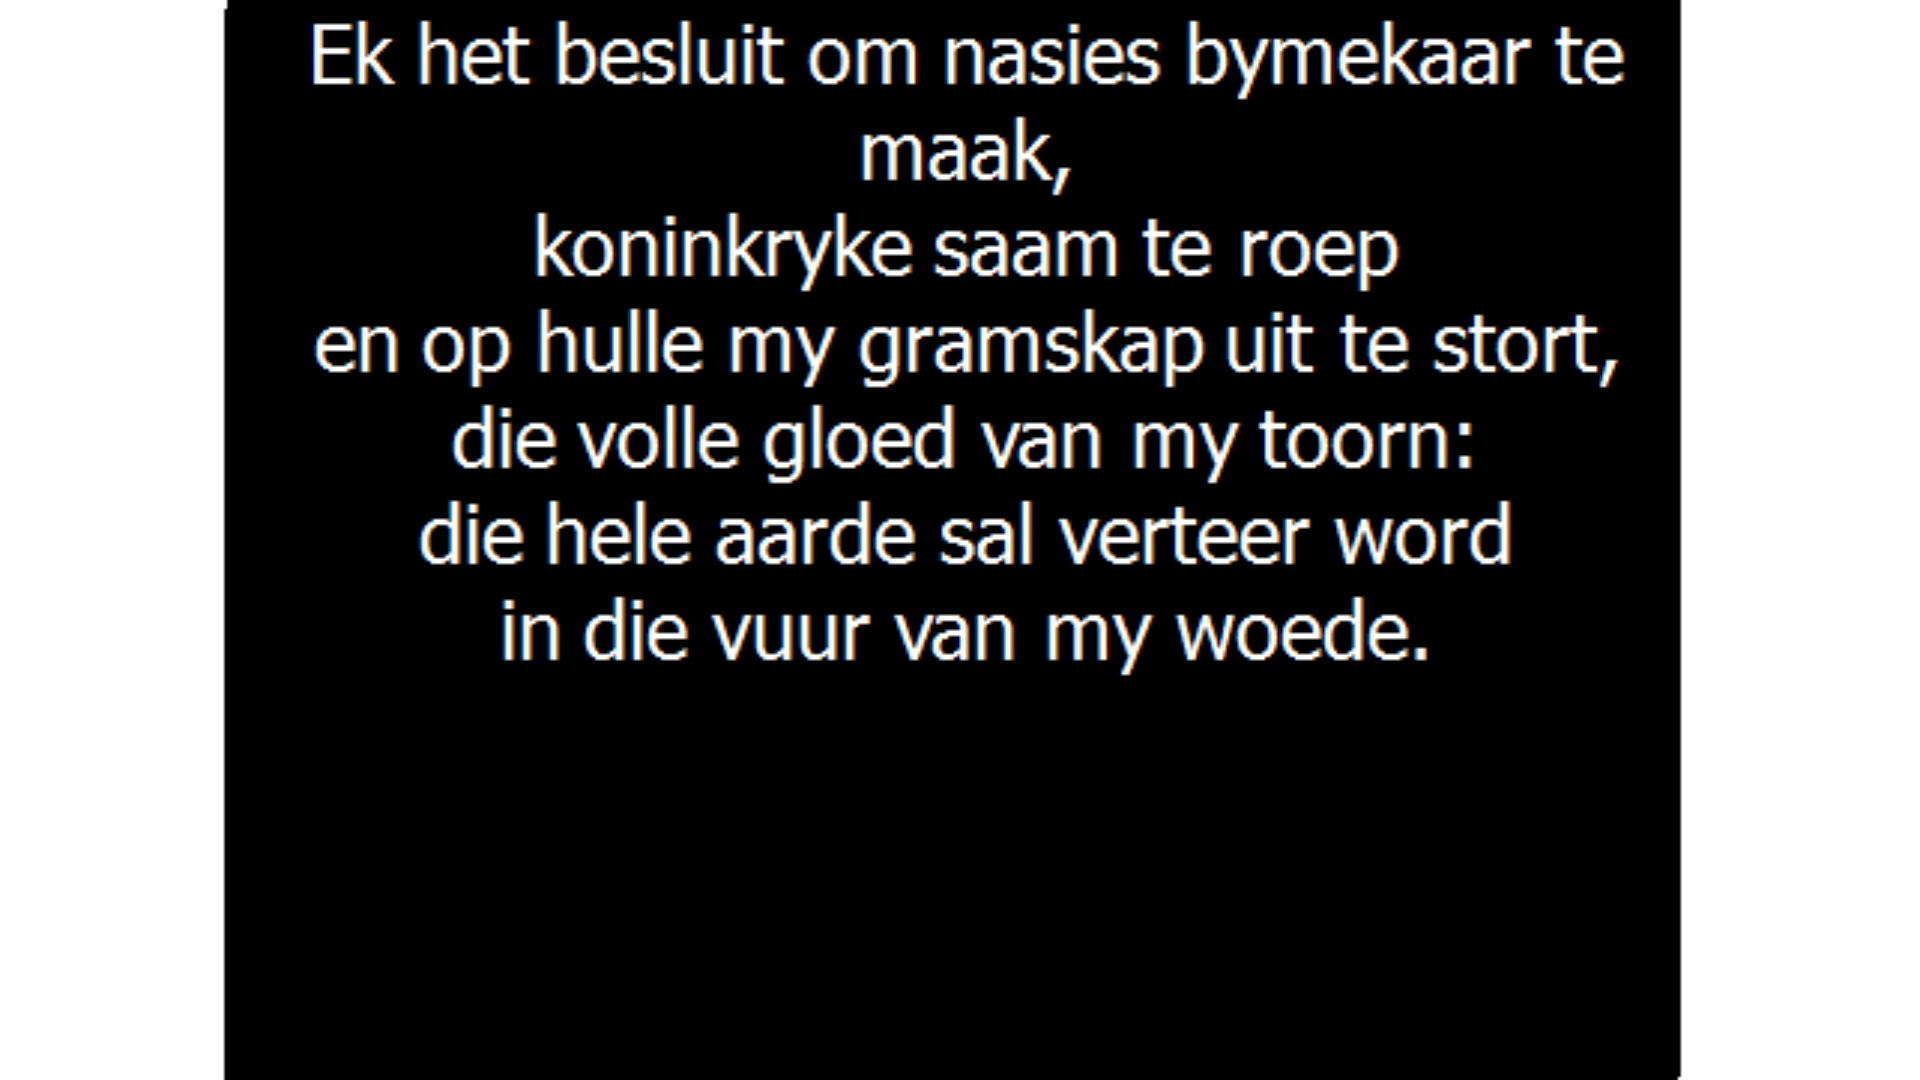 Ek het besluit om nasies bymekaar te
maak,
koninkryke saam te roep
en op hulle my gramskap uit te stort,
die volle gloed van my toorn:
die hele aarde sal verteer word
in die vuur van my woede.